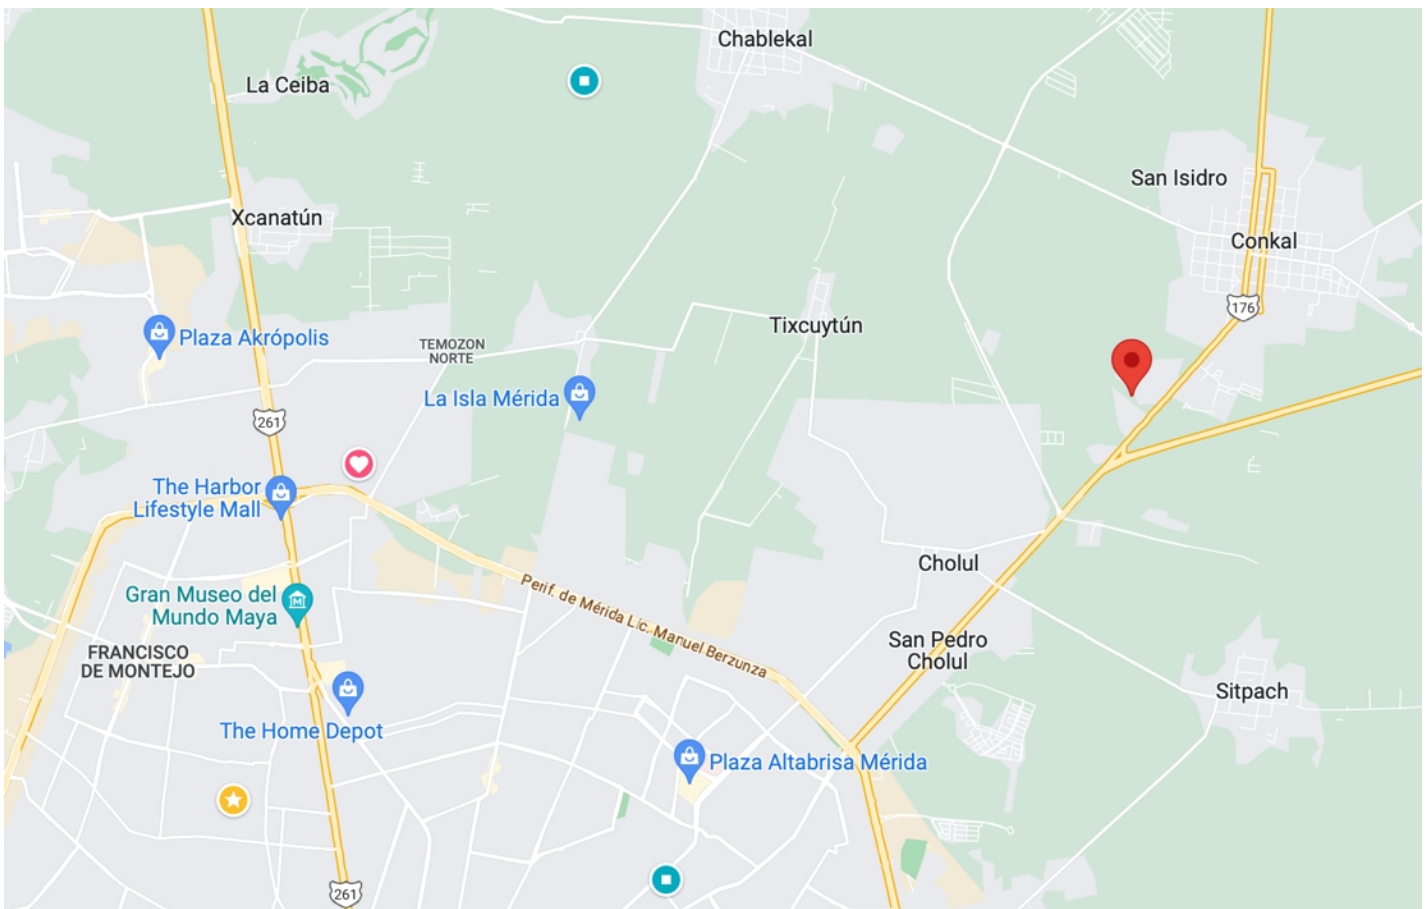 Chablekal
La Ceiba
San Isidro
Xcanatún
Conkal
176
Tixcuytún
Plaza Akrópolis
TEMOZON
NORTE
La Isla Mérida
261
The Harbor
Lifestyle Mall
Cholul
Perif. de Mérida Lic. Manuel Berzunza
Gran Museo del
Mundo Maya
M
San Pedro
Cholul
FRANCISCO
DE MONTEJO
Sitpach
The Home Depot
Plaza Altabrisa Mérida
261